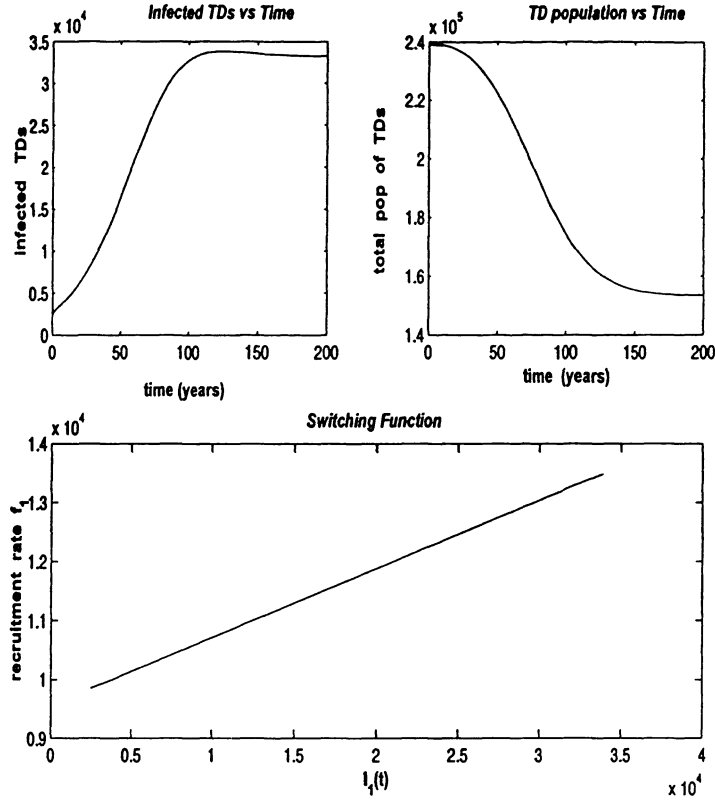 Infected TDs vs Time
x 10^4
3.5
3
2.5
2
1.5
1
0.5
0
0 50 100 150 200
Infected TDs
time (years)
TD population vs Time
x 10^5
2.4
2.2
2
1.8
1.6
1.4
0 50 100 150 200
total pop of TDs
time (years)
Switching Function
x 10^4
1.4
1.3
1.2
1.1
1
0.9
0 0.5 1 1.5 2 2.5 3 3.5 4
recruitment rate f_1
I_1(t)
x 10^4